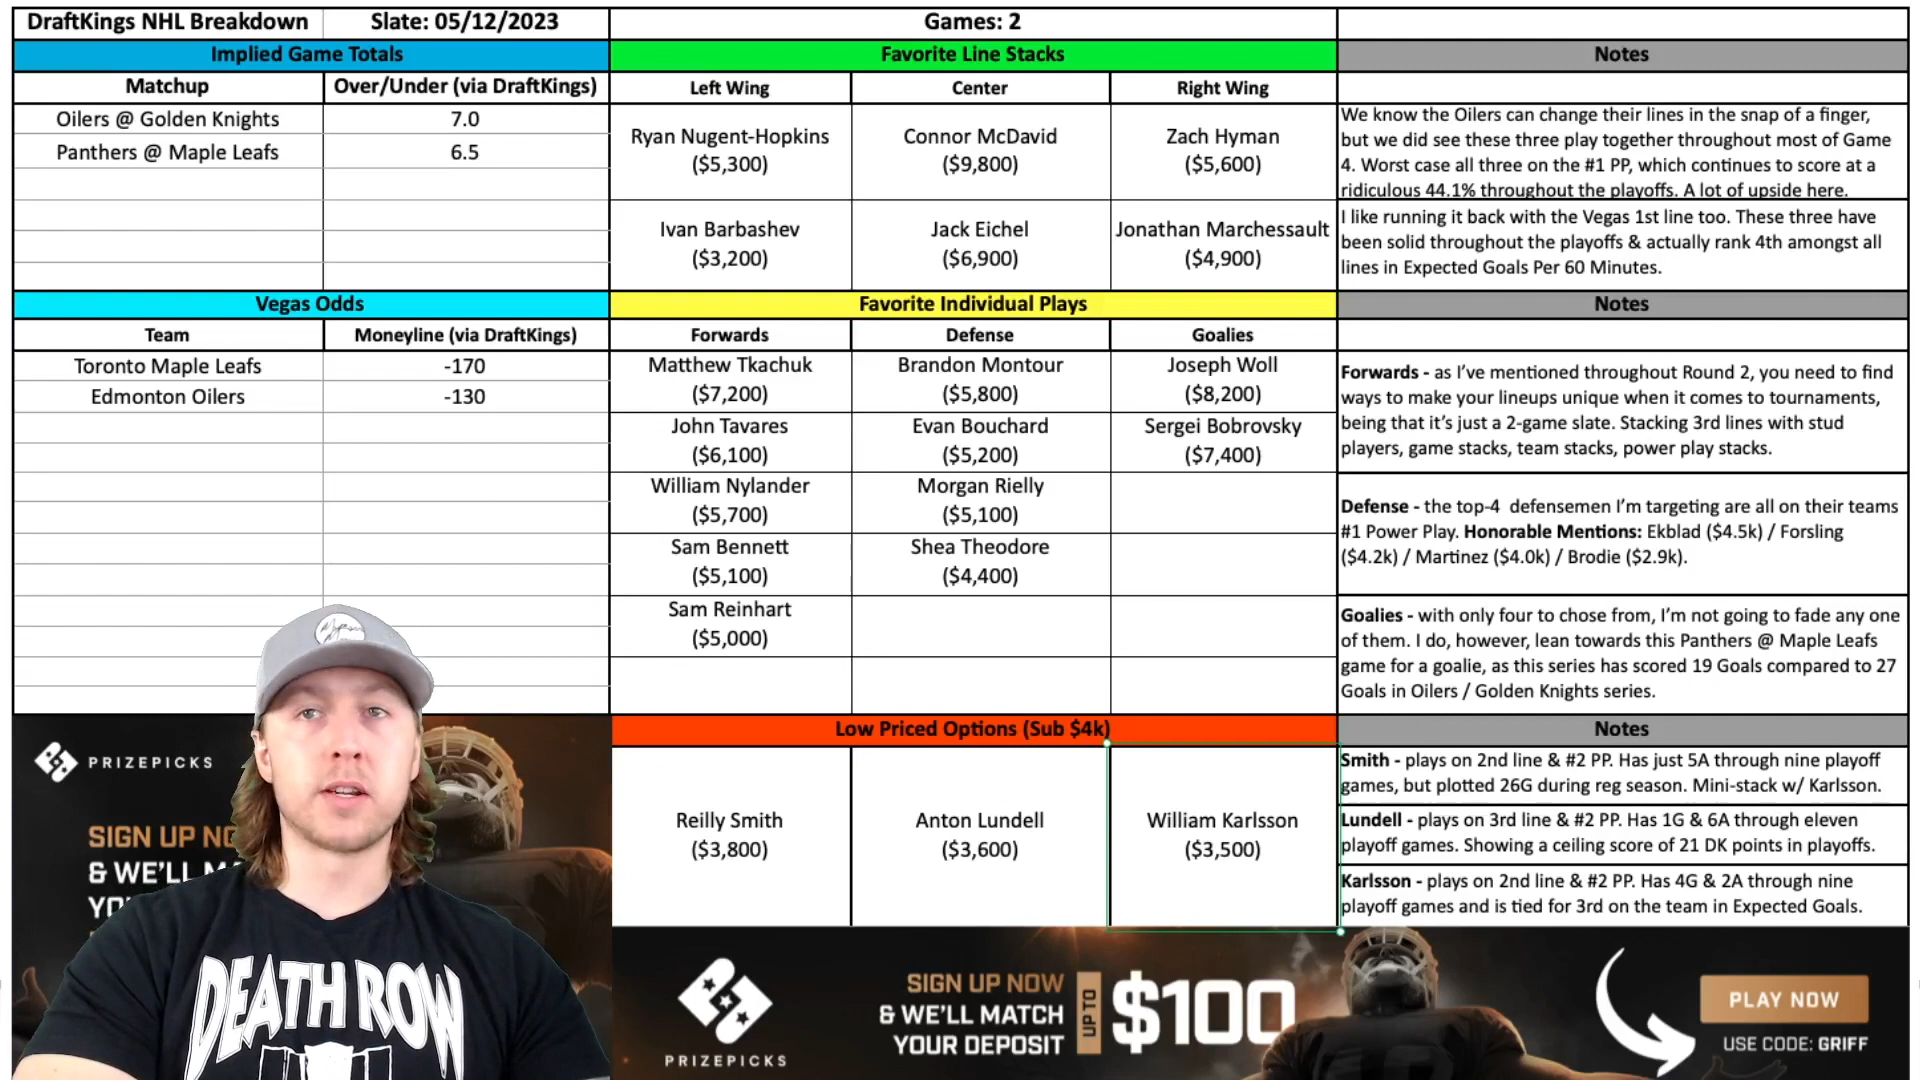 DraftKings NHL Breakdown
Slate: 05/12/2023
Games: 2
Implied Game Totals
Favorite Line Stacks
Notes
Matchup
Over/Under (via DraftKings)
Left Wing
Center
Right Wing
Oilers @ Golden Knights
7.0
Panthers @ Maple Leafs
6.5
Ryan Nugent-Hopkins
($5,300)
Connor McDavid
($9,800)
Zach Hyman
($5,600)
We know the Oilers can change their lines in the snap of a finger,
but we did see these three play together throughout most of Game
4. Worst case all three on the #1 PP, which continues to score at a
ridiculous 44.1% throughout the playoffs. A lot of upside here.
Ivan Barbashev
($3,200)
Jack Eichel
($6,900)
Jonathan Marchessault
($4,900)
I like running it back with the Vegas 1st line too. These three have
been solid throughout the playoffs & actually rank 4th amongst all
lines in Expected Goals Per 60 Minutes.
Vegas Odds
Favorite Individual Plays
Notes
Team
Moneyline (via DraftKings)
Forwards
Defense
Goalies
Toronto Maple Leafs
-170
Edmonton Oilers
-130
Matthew Tkachuk
($7,200)
Brandon Montour
($5,800)
Joseph Woll
($8,200)
John Tavares
($6,100)
Evan Bouchard
($5,200)
Sergei Bobrovsky
($7,400)
William Nylander
($5,700)
Morgan Rielly
($5,100)
Sam Bennett
($5,100)
Shea Theodore
($4,400)
Sam Reinhart
($5,000)
Forwards - as I've mentioned throughout Round 2, you need to find
ways to make your lineups unique when it comes to tournaments,
being that it's just a 2-game slate. Stacking 3rd lines with stud
players, game stacks, team stacks, power play stacks.
Defense - the top-4 defensemen I'm targeting are all on their teams
#1 Power Play. Honorable Mentions: Ekblad ($4.5k) / Forsling
($4.2k) / Martinez ($4.0k) / Brodie ($2.9k).
Goalies - with only four to chose from, I'm not going to fade any one
of them. I do, however, lean towards this Panthers @ Maple Leafs
game for a goalie, as this series has scored 19 Goals compared to 27
Goals in Oilers / Golden Knights series.
Low Priced Options (Sub $4k)
Notes
Reilly Smith
($3,800)
Anton Lundell
($3,600)
William Karlsson
($3,500)
Smith - plays on 2nd line & #2 PP. Has just 5A through nine playoff
games, but plotted 26G during reg season. Mini-stack w/ Karlsson.
Lundell - plays on 3rd line & #2 PP. Has 1G & 6A through eleven
playoff games. Showing a ceiling score of 21 DK points in playoffs.
Karlsson - plays on 2nd line & #2 PP. Has 4G & 2A through nine
playoff games and is tied for 3rd on the team in Expected Goals.
PRIZEPICKS
SIGN UP NO
& WE'LL M
YO
DEATH ROW
PRIZEPICKS
SIGN UP NOW
& WE'LL MATCH
YOUR DEPOSIT
UP TO
$100
PLAY NOW
USE CODE: GRIFF